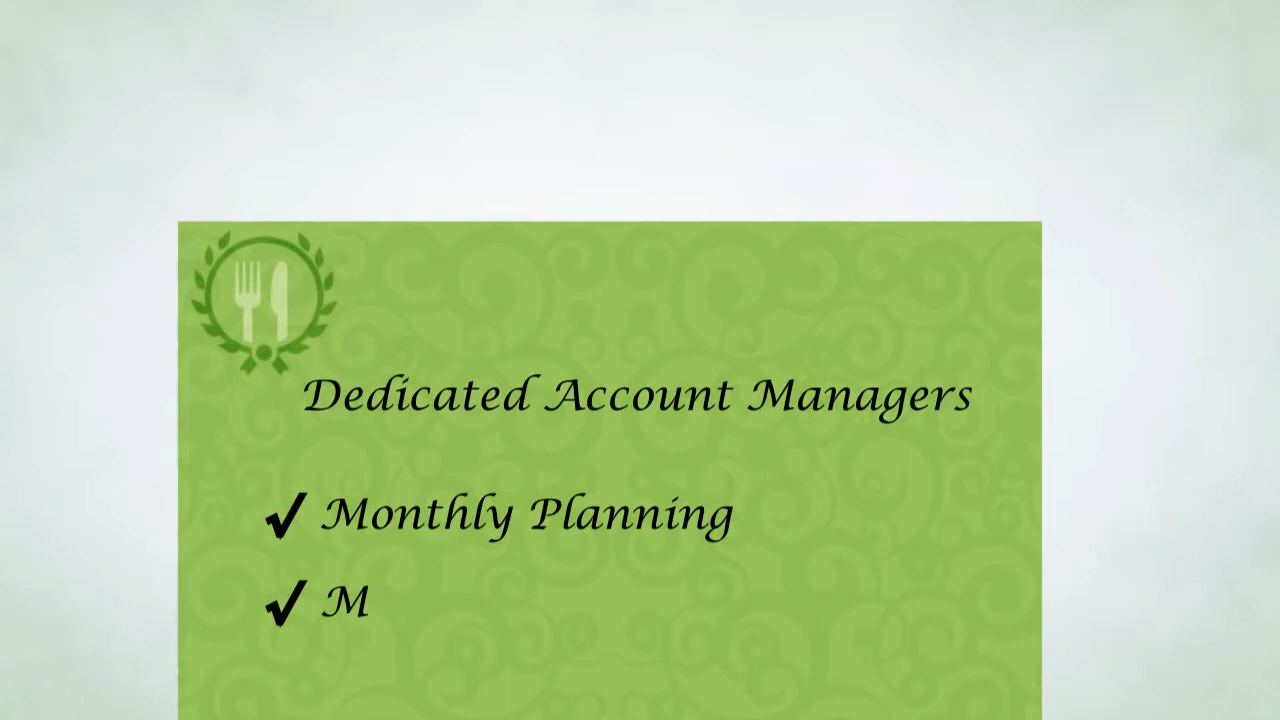 Dedicated Account Managers
✓ Monthly Planning
✓ M